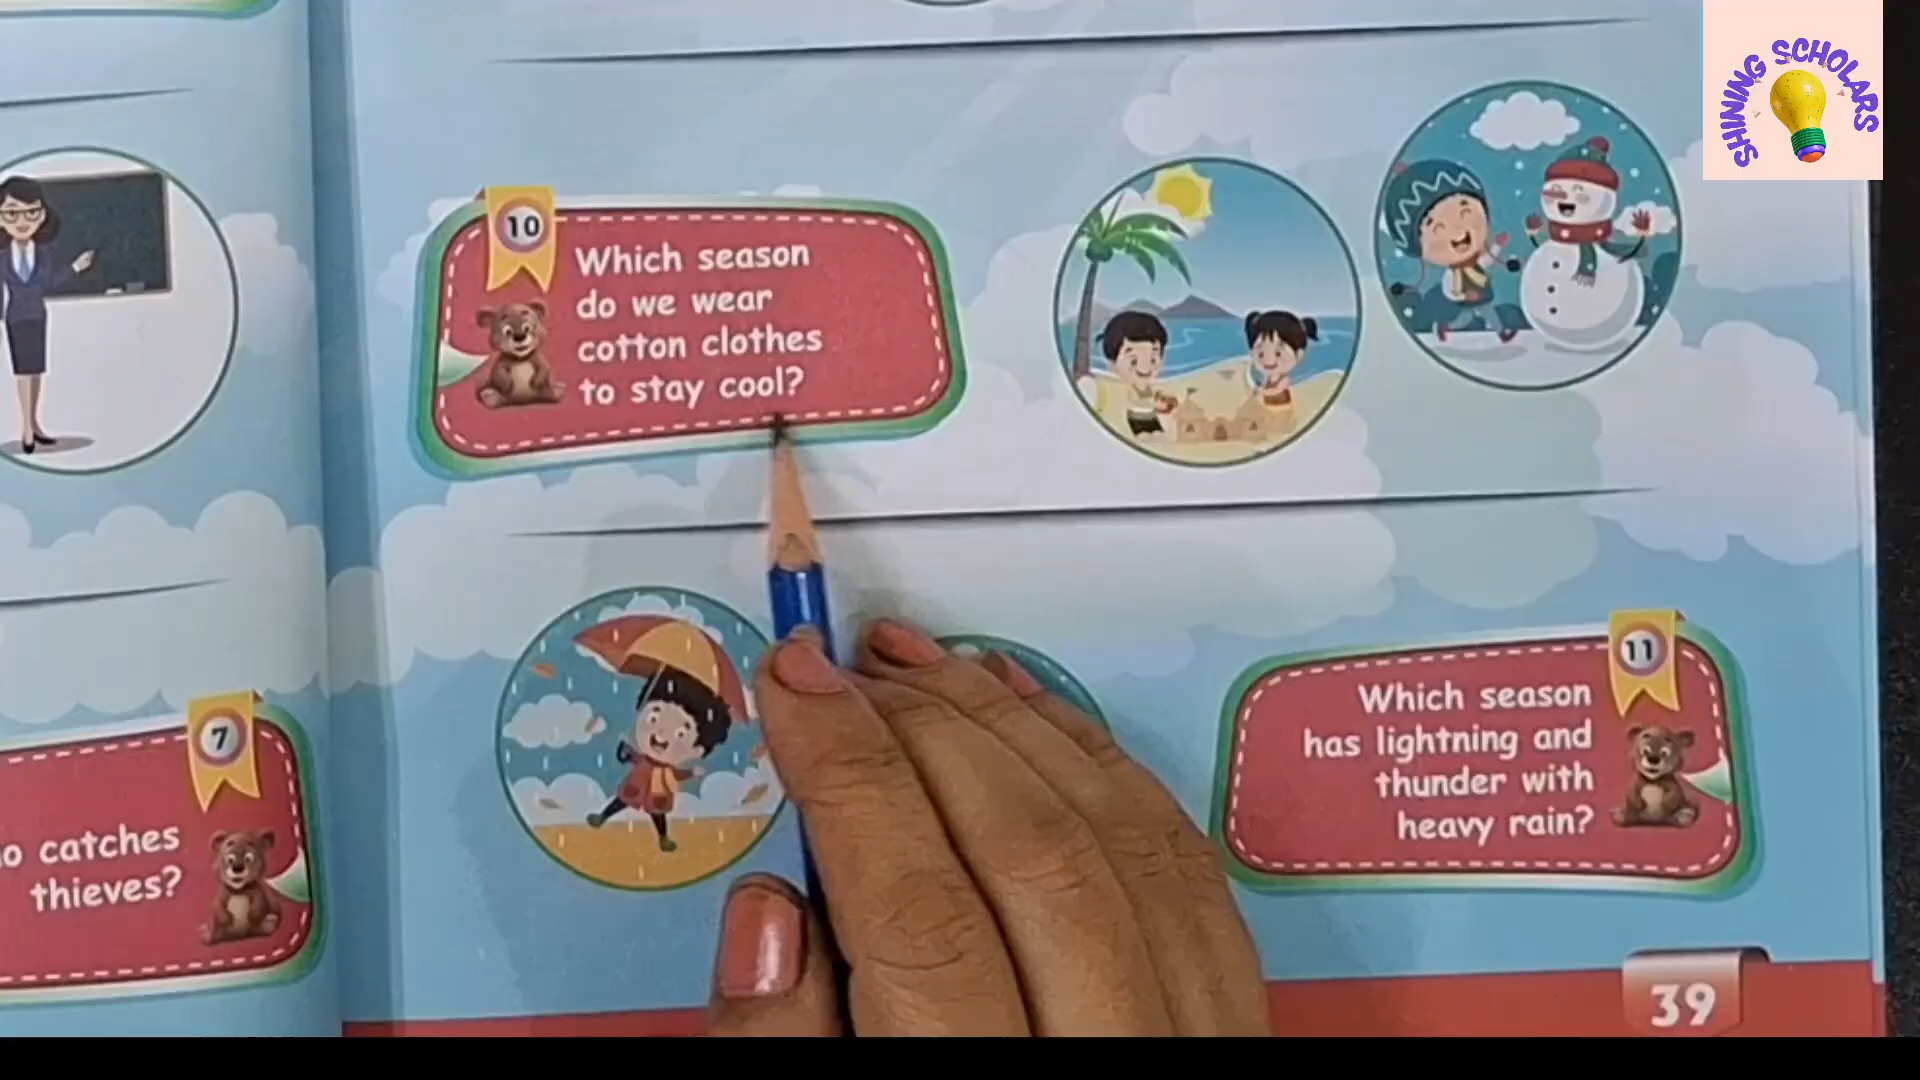 SHINING SCHOLARS
10
Which season
do we wear
cotton clothes
to stay cool?
7
catches
thieves?
11
Which season
has lightning and
thunder with
heavy rain?
39